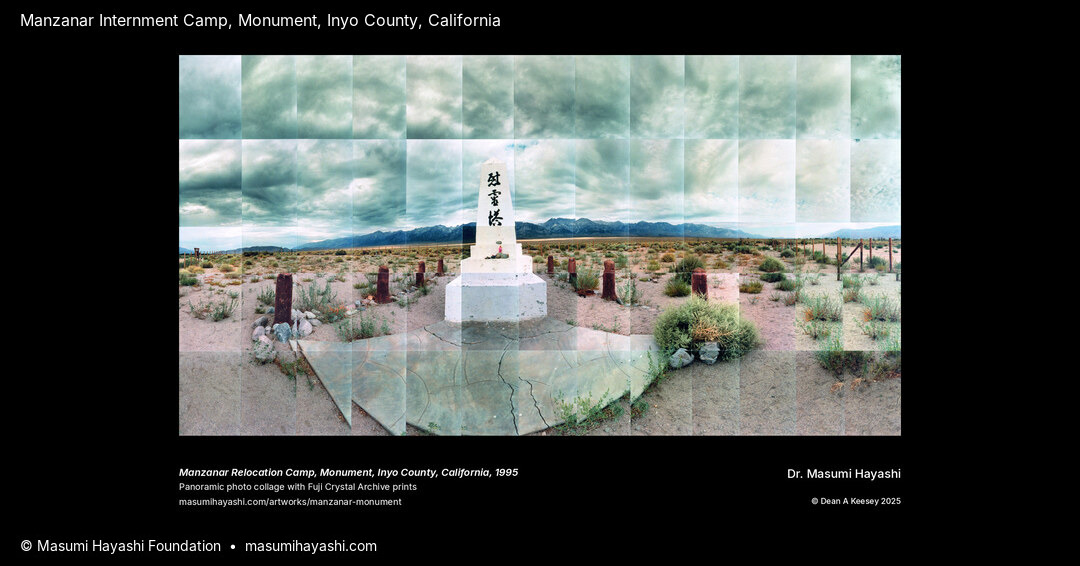 Manzanar Internment Camp, Monument, Inyo County, California
慰
霊
塔
Manzanar Relocation Camp, Monument, Inyo County, California, 1995
Panoramic photo collage with Fuji Crystal Archive prints
masumihayashi.com/artworks/manzanar-monument
Dr. Masumi Hayashi
© Dean A Keesey 2025
© Masumi Hayashi Foundation • masumihayashi.com